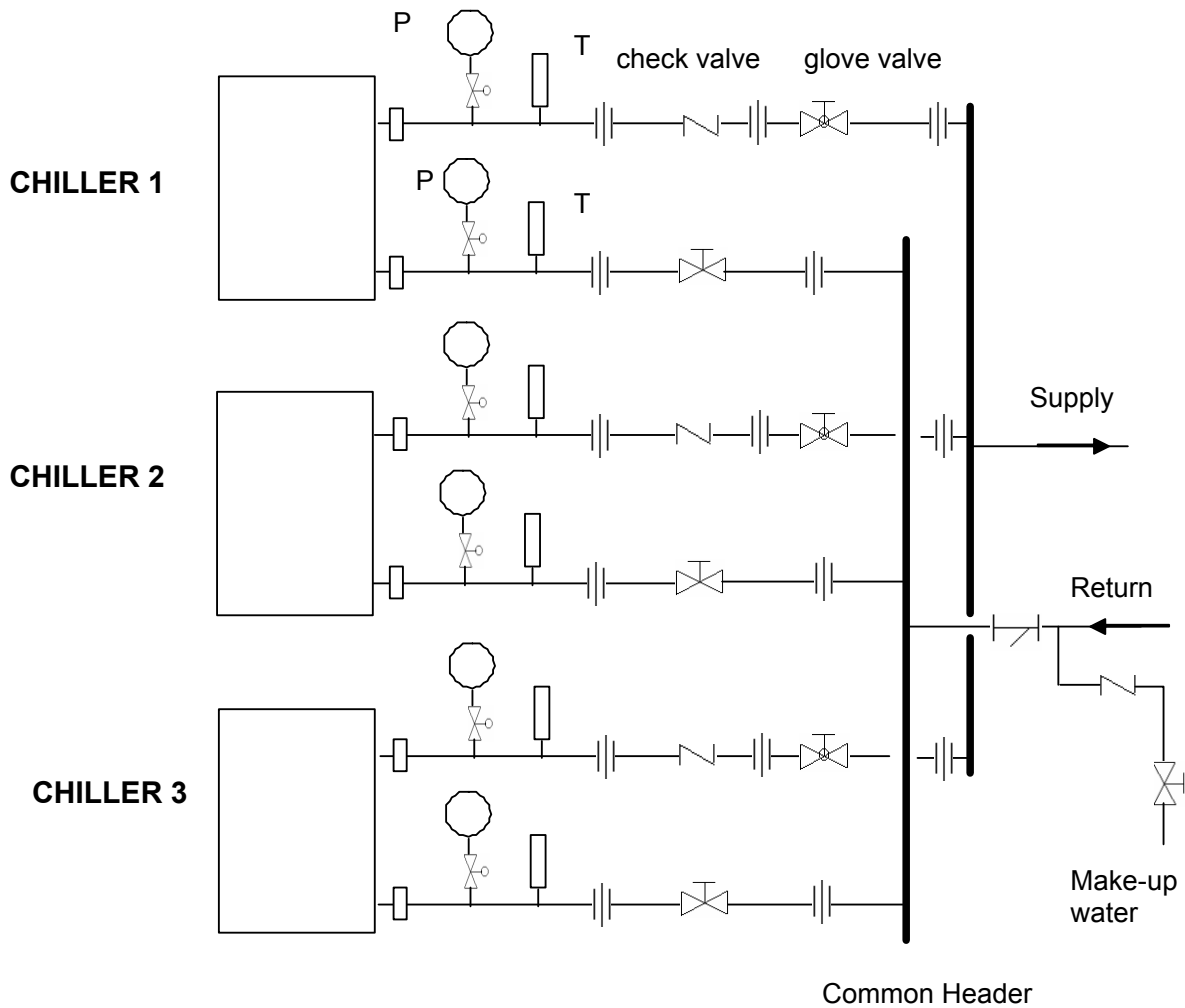 P
T
check valve
glove valve
CHILLER 1
P
T
Supply
CHILLER 2
Return
CHILLER 3
Make-up
water
Common Header